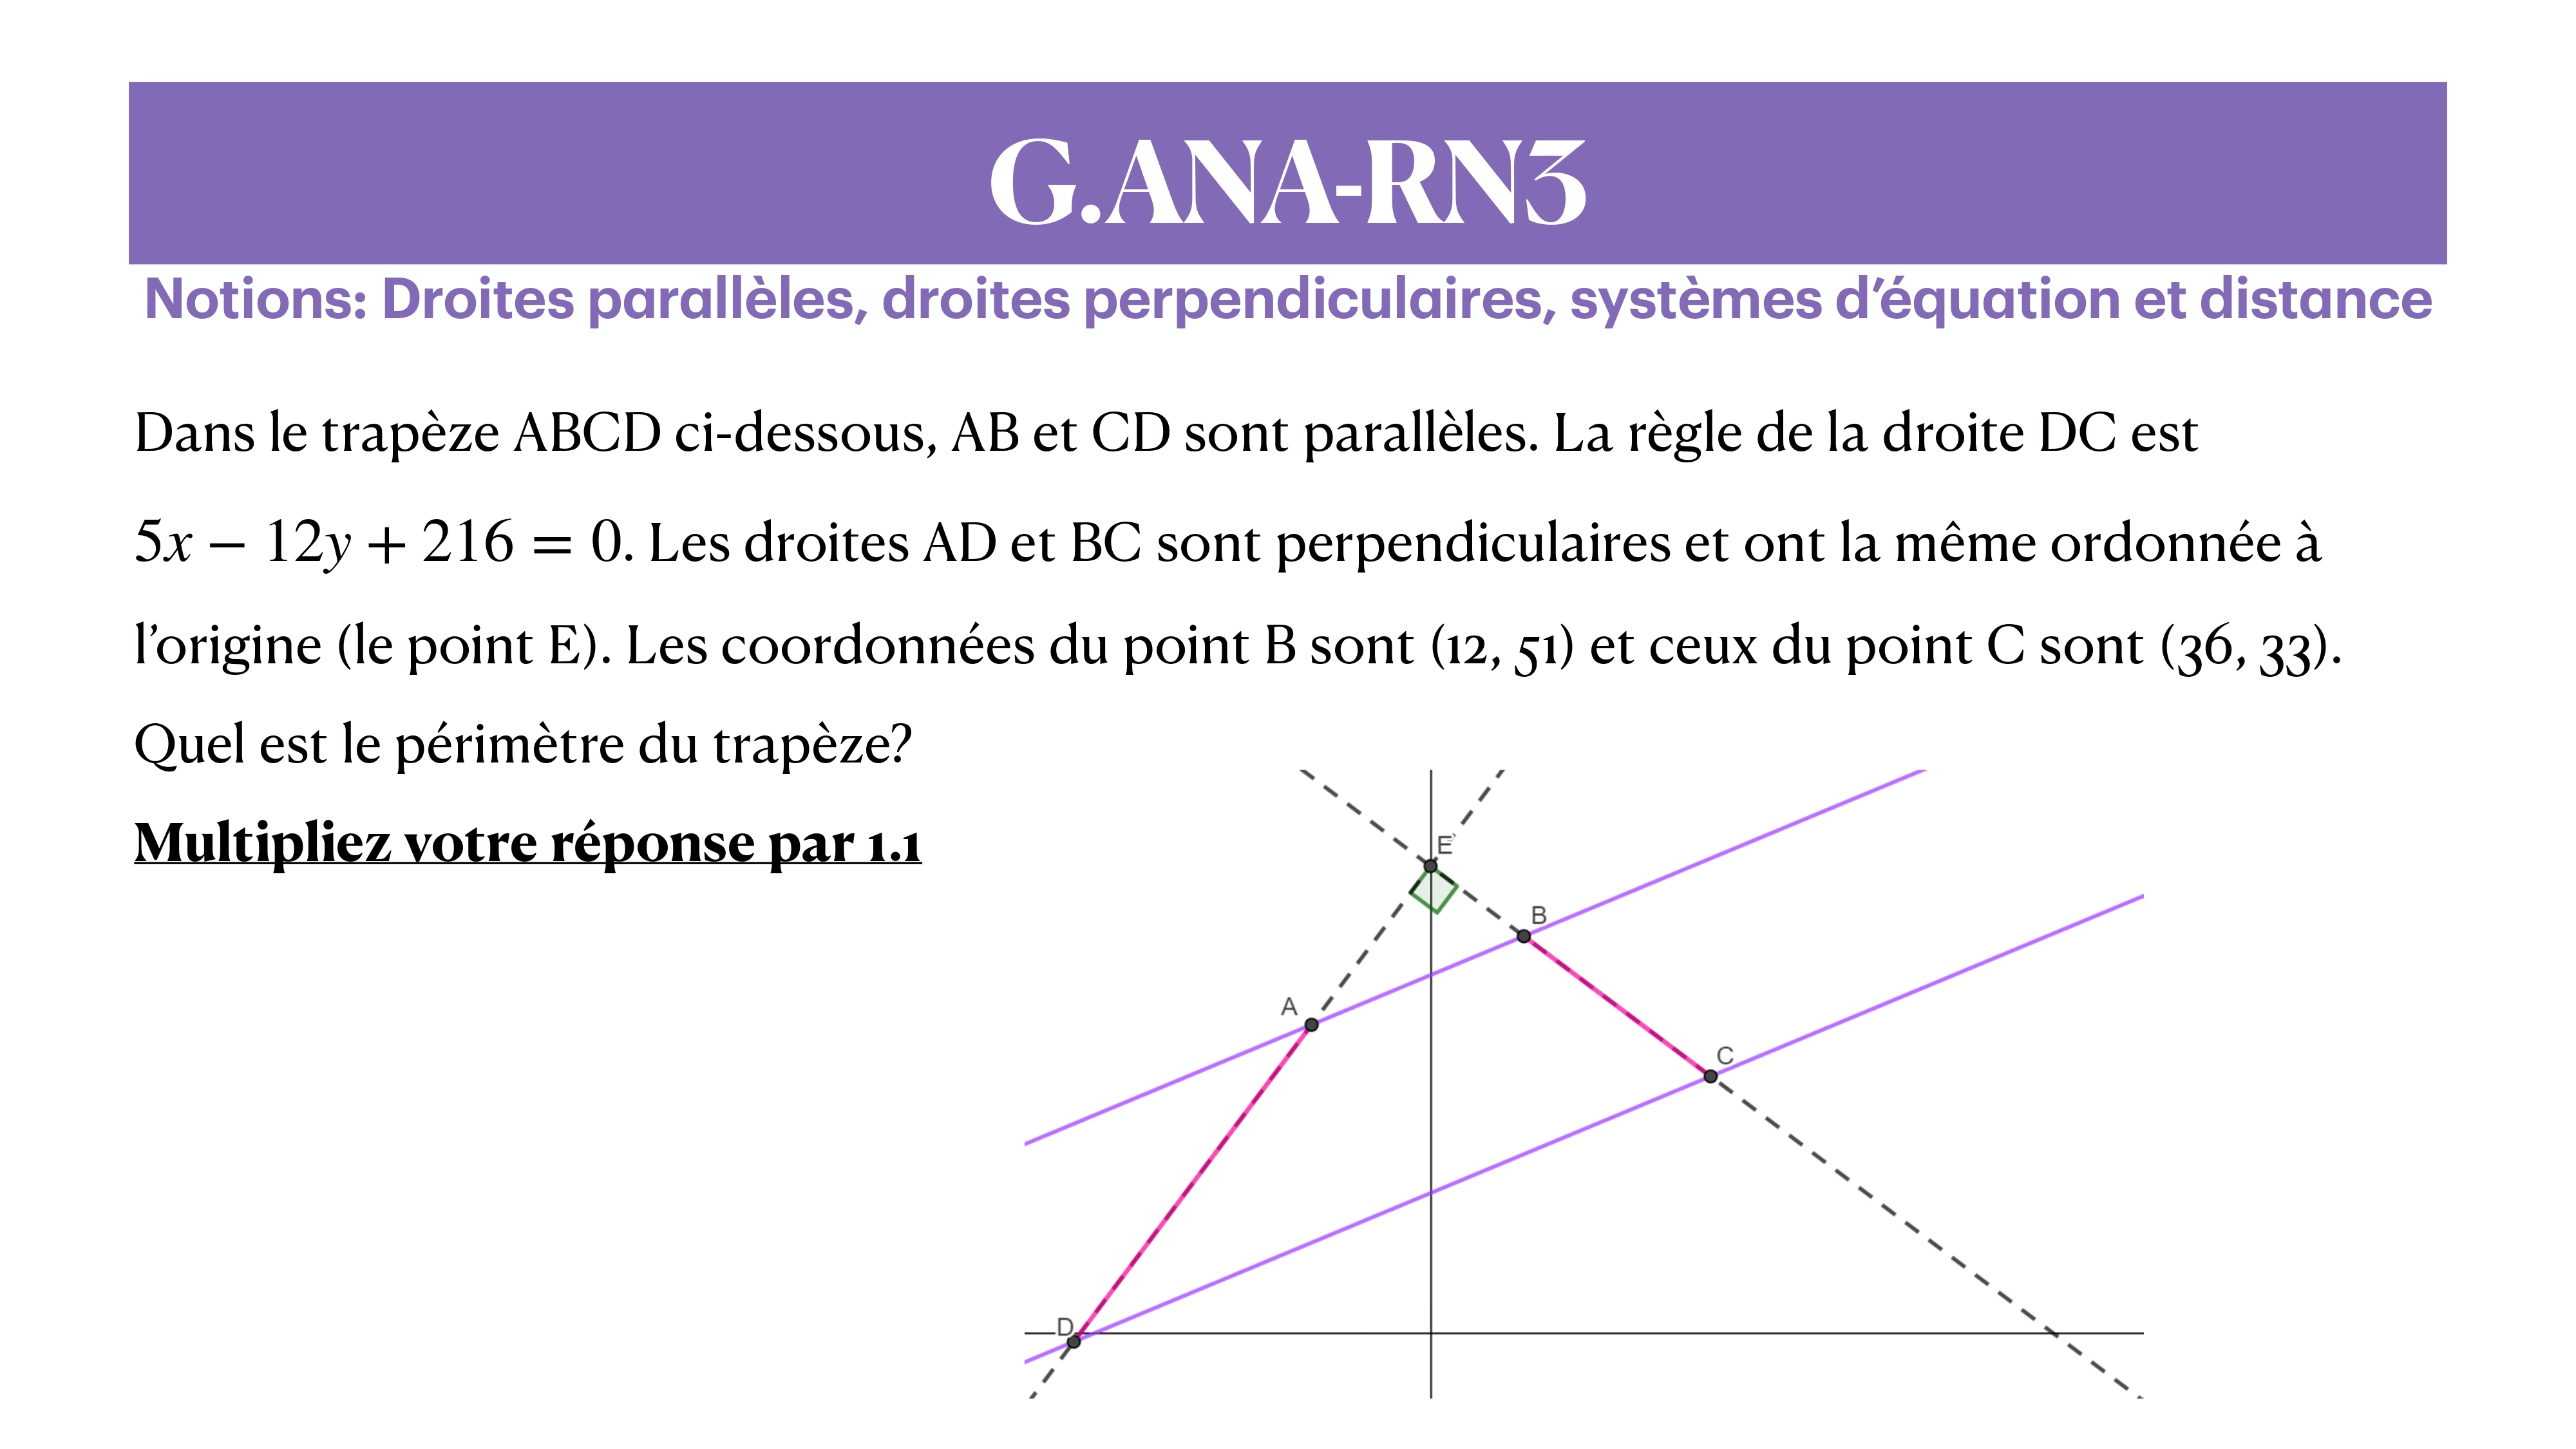 G.ANA-RN3
Notions: Droites parallèles, droites perpendiculaires, systèmes d’équation et distance
Dans le trapèze ABCD ci-dessous, AB et CD sont parallèles. La règle de la droite DC est
5x − 12y + 216 = 0. Les droites AD et BC sont perpendiculaires et ont la même ordonnée à
l’origine (le point E). Les coordonnées du point B sont (12, 51) et ceux du point C sont (36, 33).
Quel est le périmètre du trapèze?
Multipliez votre réponse par 1.1
E
B
A
C
D